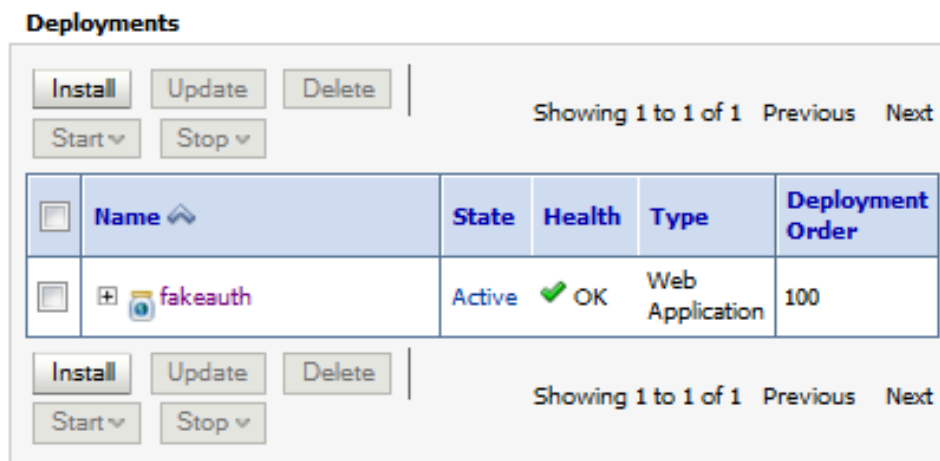 Deployments
Install Update Delete
Showing 1 to 1 of 1 Previous Next
Start Stop
Name State Health Type Deployment Order
fakeauth Active OK Web Application 100
Install Update Delete
Showing 1 to 1 of 1 Previous Next
Start Stop